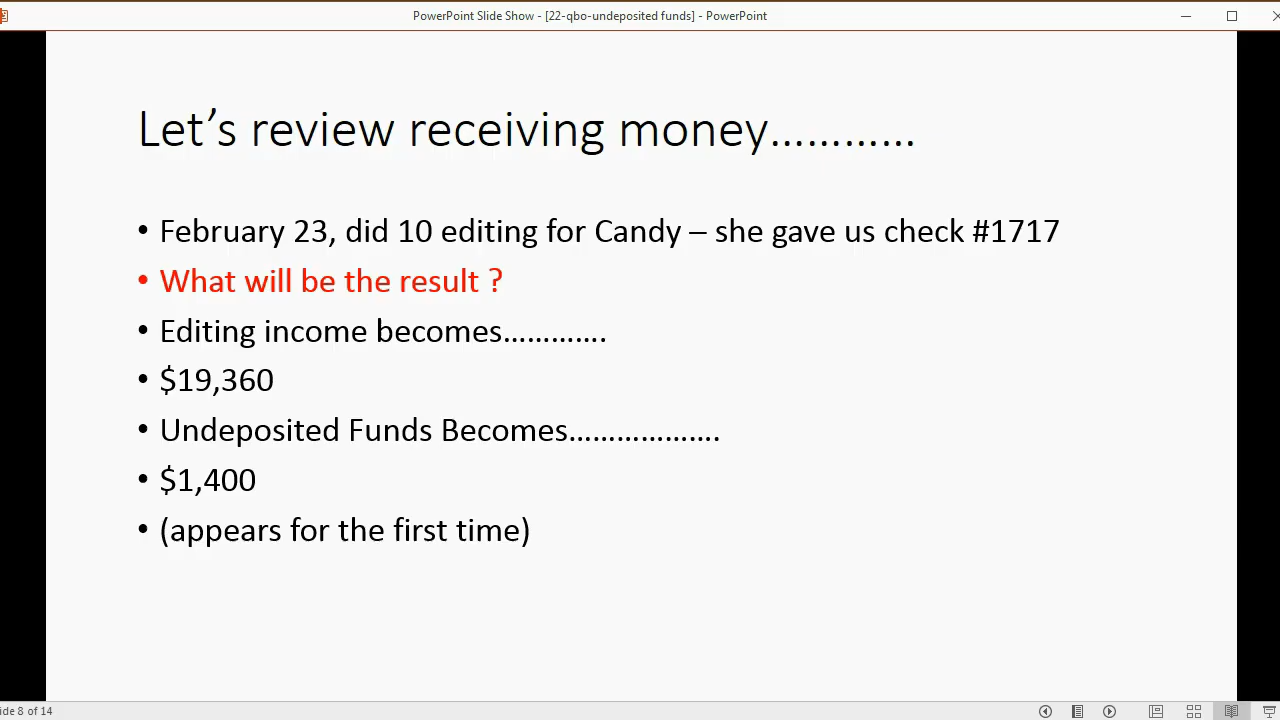 PowerPoint Slide Show - [22-qbo-undeposited funds] - PowerPoint
Let’s review receiving money…………
• February 23, did 10 editing for Candy – she gave us check #1717
• What will be the result ?
• Editing income becomes………….
• $19,360
• Undeposited Funds Becomes……………….
• $1,400
• (appears for the first time)
ide 8 of 14